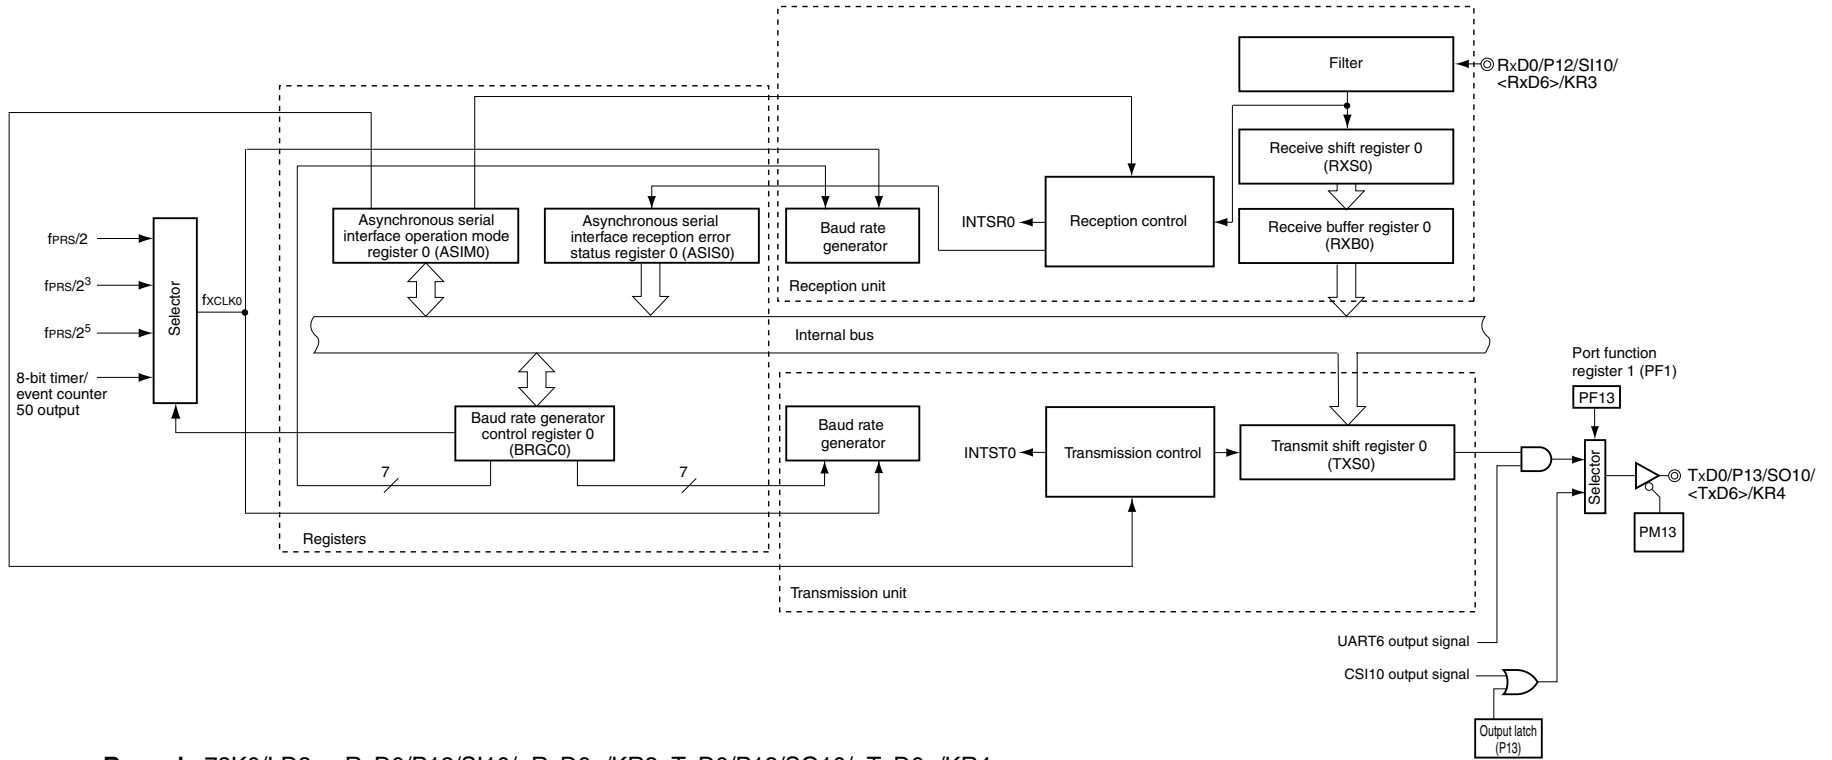 Filter
RxD0/P12/SI10/
<RxD6>/KR3
Receive shift register 0
(RXS0)
Asynchronous serial
interface operation mode
register 0 (ASIM0)
Asynchronous serial
interface reception error
status register 0 (ASIS0)
Baud rate
generator
INTSR0
Reception control
Receive buffer register 0
(RXB0)
Reception unit
fPRS/2
fPRS/2³
fPRS/2⁵
8-bit timer/
event counter
50 output
Selector
fXCLK0
Internal bus
Baud rate generator
control register 0
(BRGC0)
7
7
Registers
Baud rate
generator
INTST0
Transmission control
Transmit shift register 0
(TXS0)
Transmission unit
Port function
register 1 (PF1)
PF13
Selector
TxD0/P13/SO10/
<TxD6>/KR4
PM13
UART6 output signal
CSI10 output signal
Output latch
(P13)